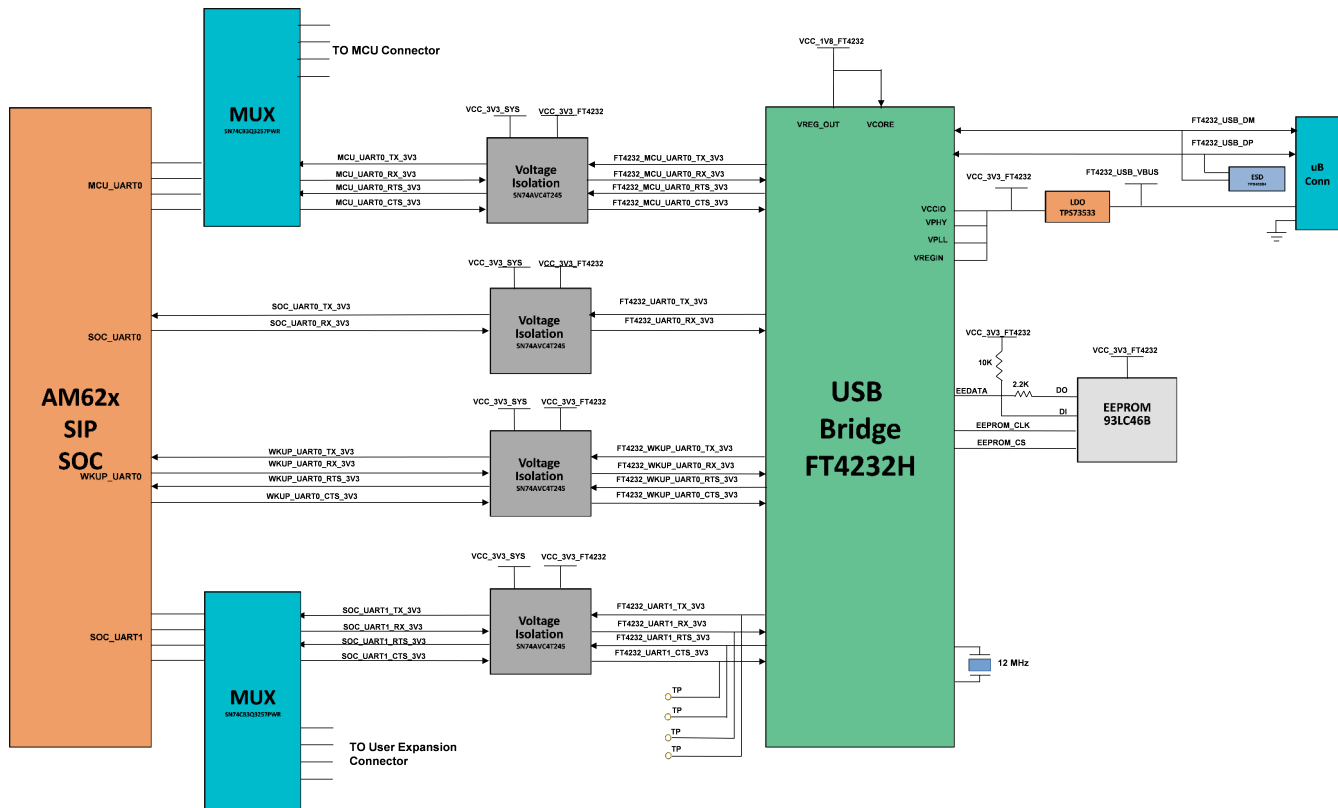 TO MCU Connector
MUX
SN74CB3Q3257PWR
VCC_1V8_FT4232
VREG_OUT
VCORE
VCC_3V3_SYS
VCC_3V3_FT4232
MCU_UART0
MCU_UART0_TX_3V3
MCU_UART0_RX_3V3
MCU_UART0_RTS_3V3
MCU_UART0_CTS_3V3
Voltage
Isolation
SN74AVC4T245
FT4232_MCU_UART0_TX_3V3
FT4232_MCU_UART0_RX_3V3
FT4232_MCU_UART0_RTS_3V3
FT4232_MCU_UART0_CTS_3V3
FT4232_USB_DM
FT4232_USB_DP
VCC_3V3_FT4232
FT4232_USB_VBUS
ESD
uB
Conn
LDO
TPS73533
VCCIO
VPHY
VPLL
VREGIN
VCC_3V3_SYS
VCC_3V3_FT4232
SOC_UART0
SOC_UART0_TX_3V3
SOC_UART0_RX_3V3
Voltage
Isolation
SN74AVC4T245
FT4232_UART0_TX_3V3
FT4232_UART0_RX_3V3
VCC_3V3_FT4232
10K
2.2K
EEDATA
DO
DI
EEPROM_CLK
EEPROM_CS
VCC_3V3_FT4232
EEPROM
93LC46B
AM62x
SIP
SOC
USB
Bridge
FT4232H
VCC_3V3_SYS
VCC_3V3_FT4232
WKUP_UART0
WKUP_UART0_TX_3V3
WKUP_UART0_RX_3V3
WKUP_UART0_RTS_3V3
WKUP_UART0_CTS_3V3
Voltage
Isolation
SN74AVC4T245
FT4232_WKUP_UART0_TX_3V3
FT4232_WKUP_UART0_RX_3V3
FT4232_WKUP_UART0_RTS_3V3
FT4232_WKUP_UART0_CTS_3V3
VCC_3V3_SYS
VCC_3V3_FT4232
SOC_UART1
SOC_UART1_TX_3V3
SOC_UART1_RX_3V3
SOC_UART1_RTS_3V3
SOC_UART1_CTS_3V3
Voltage
Isolation
SN74AVC4T245
FT4232_UART1_TX_3V3
FT4232_UART1_RX_3V3
FT4232_UART1_RTS_3V3
FT4232_UART1_CTS_3V3
12 MHz
MUX
SN74CB3Q3257PWR
TP
TP
TP
TP
TO User Expansion
Connector